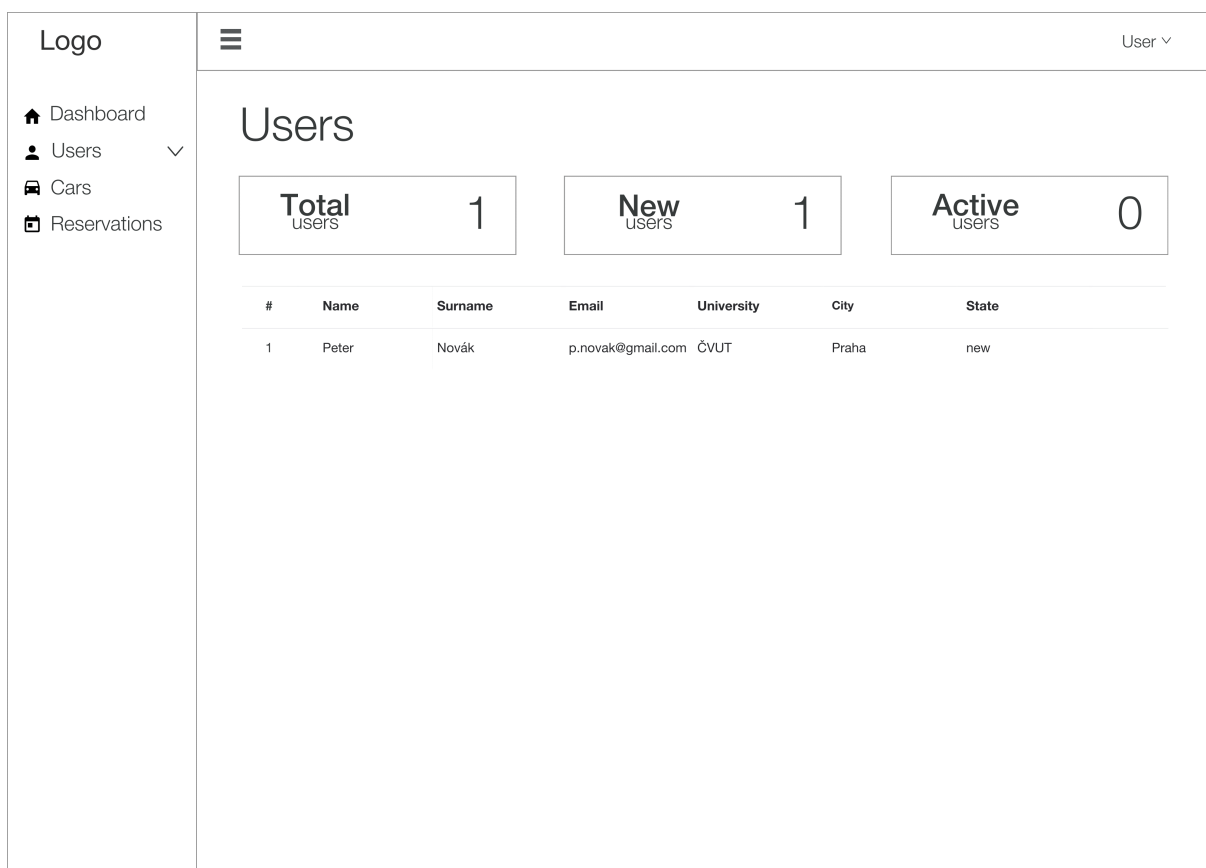 Logo
User
Dashboard
Users
Cars
Reservations
Users
Total
users
1
New
users
1
Active
users
0
# Name Surname Email University City State
1 Peter Novák p.novak@gmail.com ČVUT Praha new